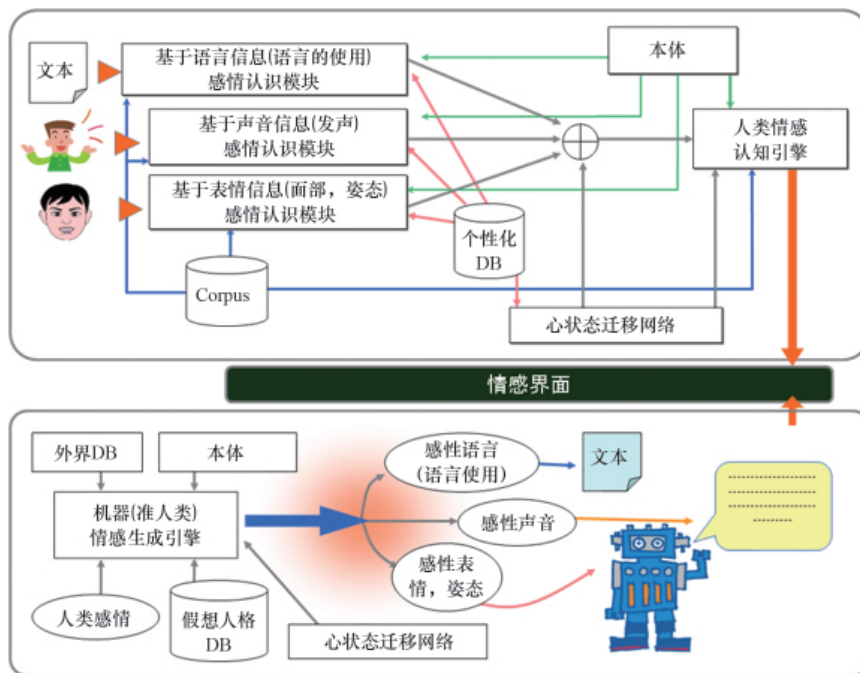 文本
基于语言信息(语言的使用)
感情认识模块
本体
基于声音信息(发声)
感情认识模块
人类情感
认知引擎
基于表情信息(面部，姿态)
感情认识模块
个性化
DB
Corpus
心状态迁移网络
情感界面
外界DB
本体
感性语言
(语言使用)
文本
机器(准人类)
情感生成引擎
感性声音
感性表
情，姿态
人类感情
假想人格
DB
心状态迁移网络